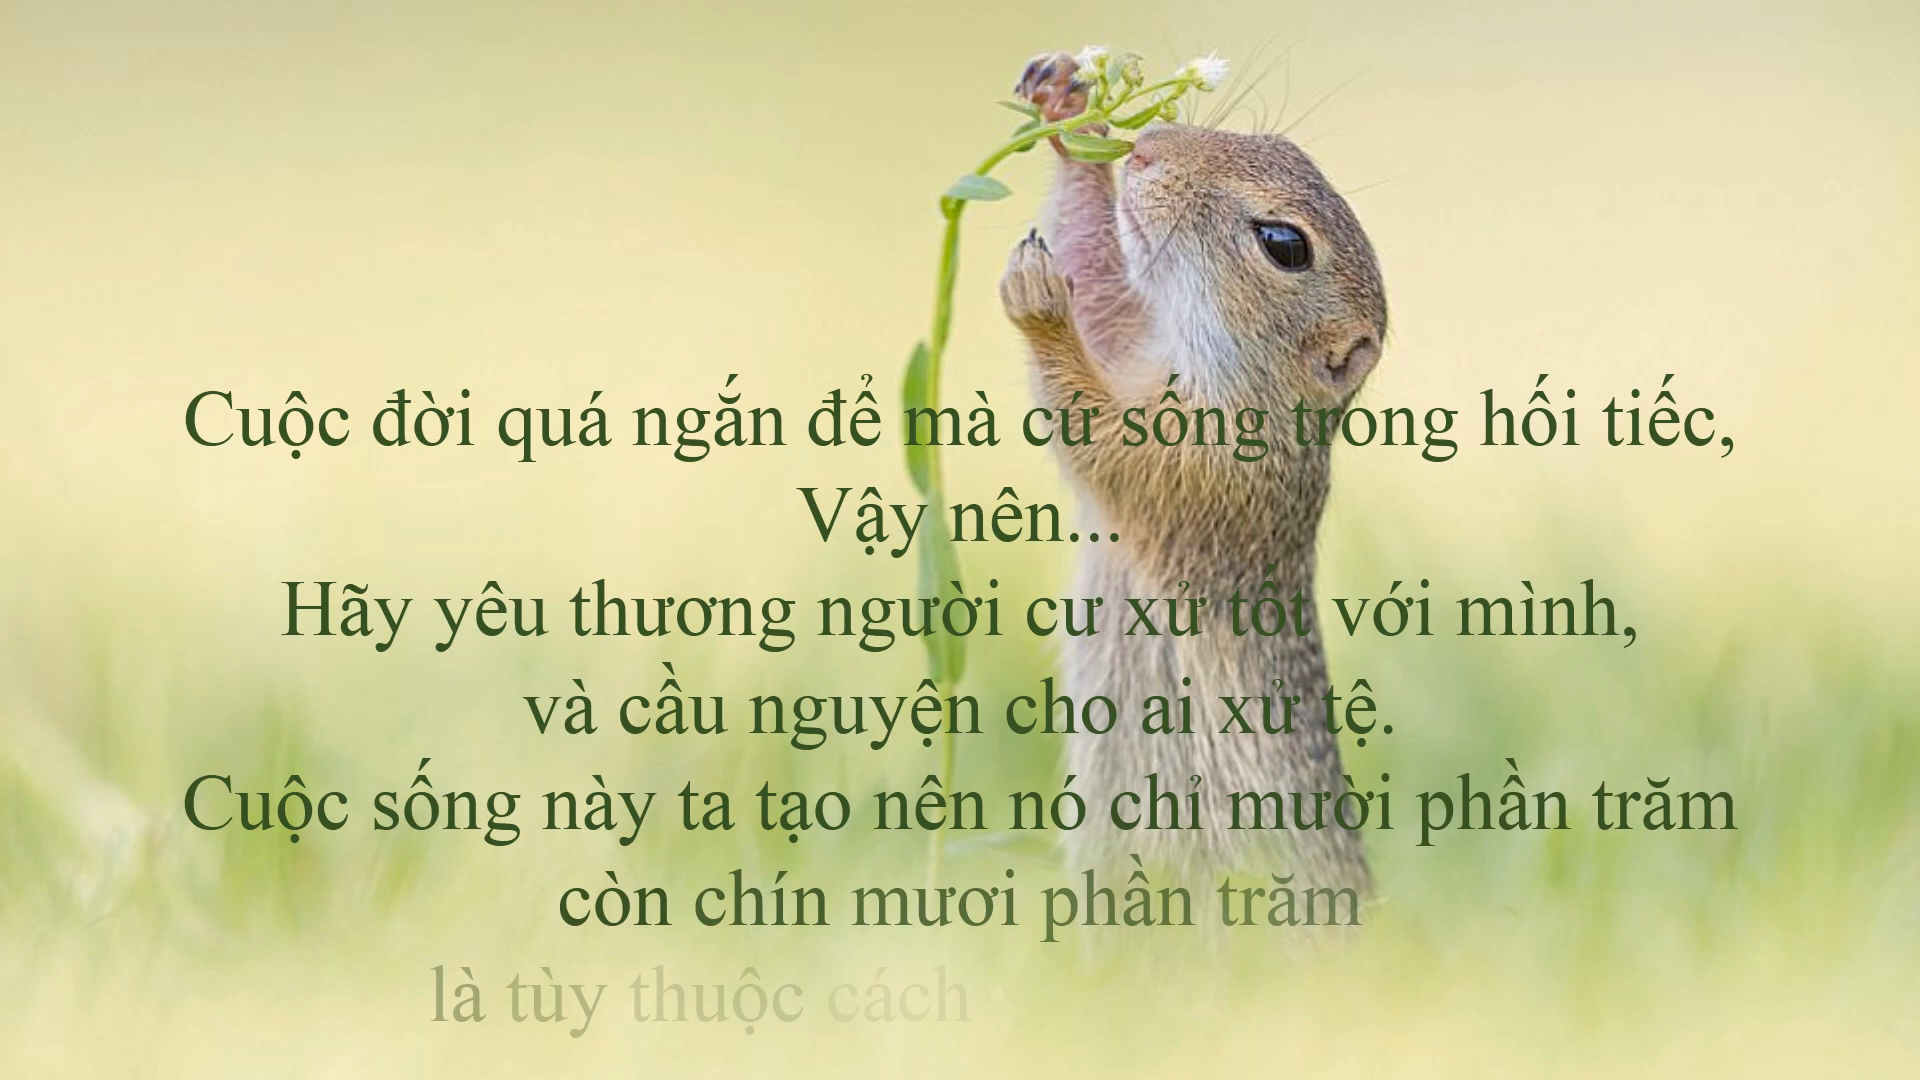 Cuộc đời quá ngắn để mà cứ sống trong hối tiếc,
Vậy nên...
Hãy yêu thương người cư xử tốt với mình,
và cầu nguyện cho ai xử tệ.
Cuộc sống này ta tạo nên nó chỉ mười phần trăm
còn chín mươi phần trăm
là tùy thuộc cách